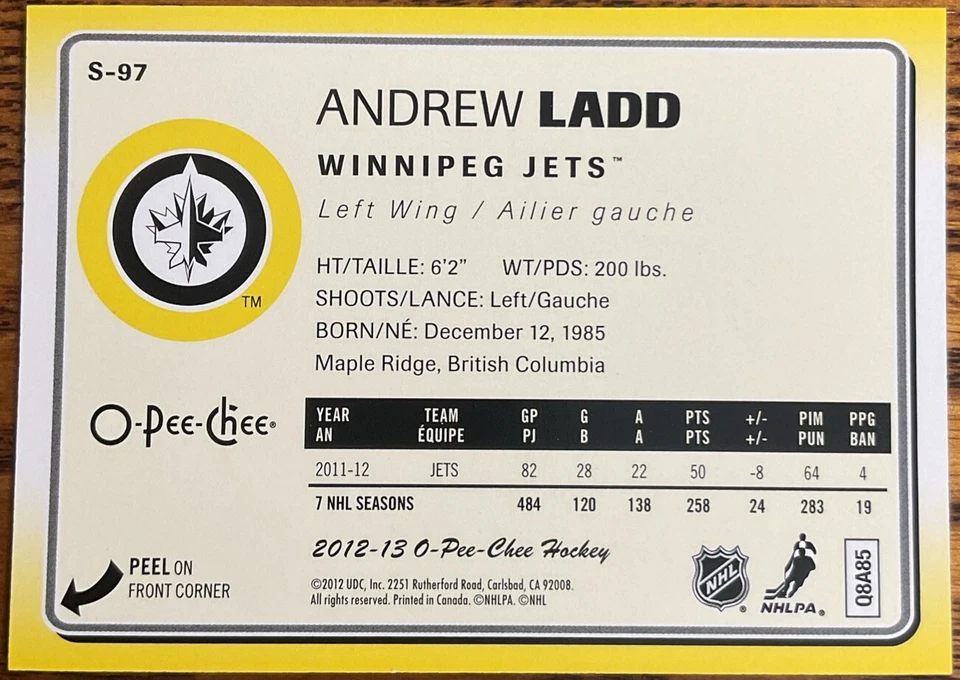 S-97
ANDREW LADD
WINNIPEG JETS™
Left Wing / Ailier gauche
TM
HT/TAILLE: 6'2" WT/PDS: 200 lbs.
SHOOTS/LANCE: Left/Gauche
BORN/NÉ: December 12, 1985
Maple Ridge, British Columbia
O-Pee-Chee®
YEAR TEAM GP G A PTS +/- PIM PPG
AN ÉQUIPE PJ B A PTS +/- PUN BAN
2011-12 JETS 82 28 22 50 -8 64 4
7 NHL SEASONS 484 120 138 258 24 283 19
2012-13 O-Pee-Chee Hockey
PEEL ON
FRONT CORNER
©2012 UDC, Inc. 2251 Rutherford Road, Carlsbad, CA 92008.
All rights reserved. Printed in Canada. ©NHLPA. ©NHL
NHL®
NHLPA®
Q8A85